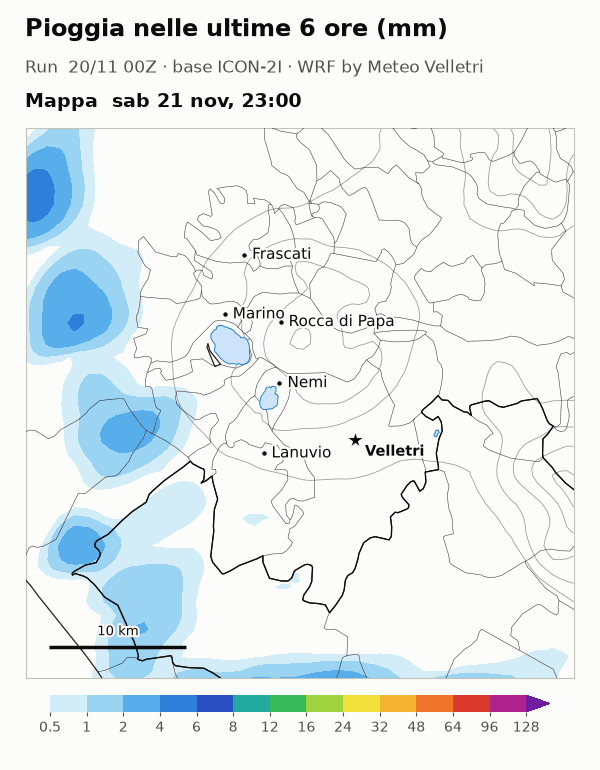 Pioggia nelle ultime 6 ore (mm)
Run 20/11 00Z · base ICON-2I · WRF by Meteo Velletri
Mappa sab 21 nov, 23:00
Frascati
Marino
Rocca di Papa
Nemi
Velletri
Lanuvio
10 km
0.5 1 2 4 6 8 12 16 24 32 48 64 96 128